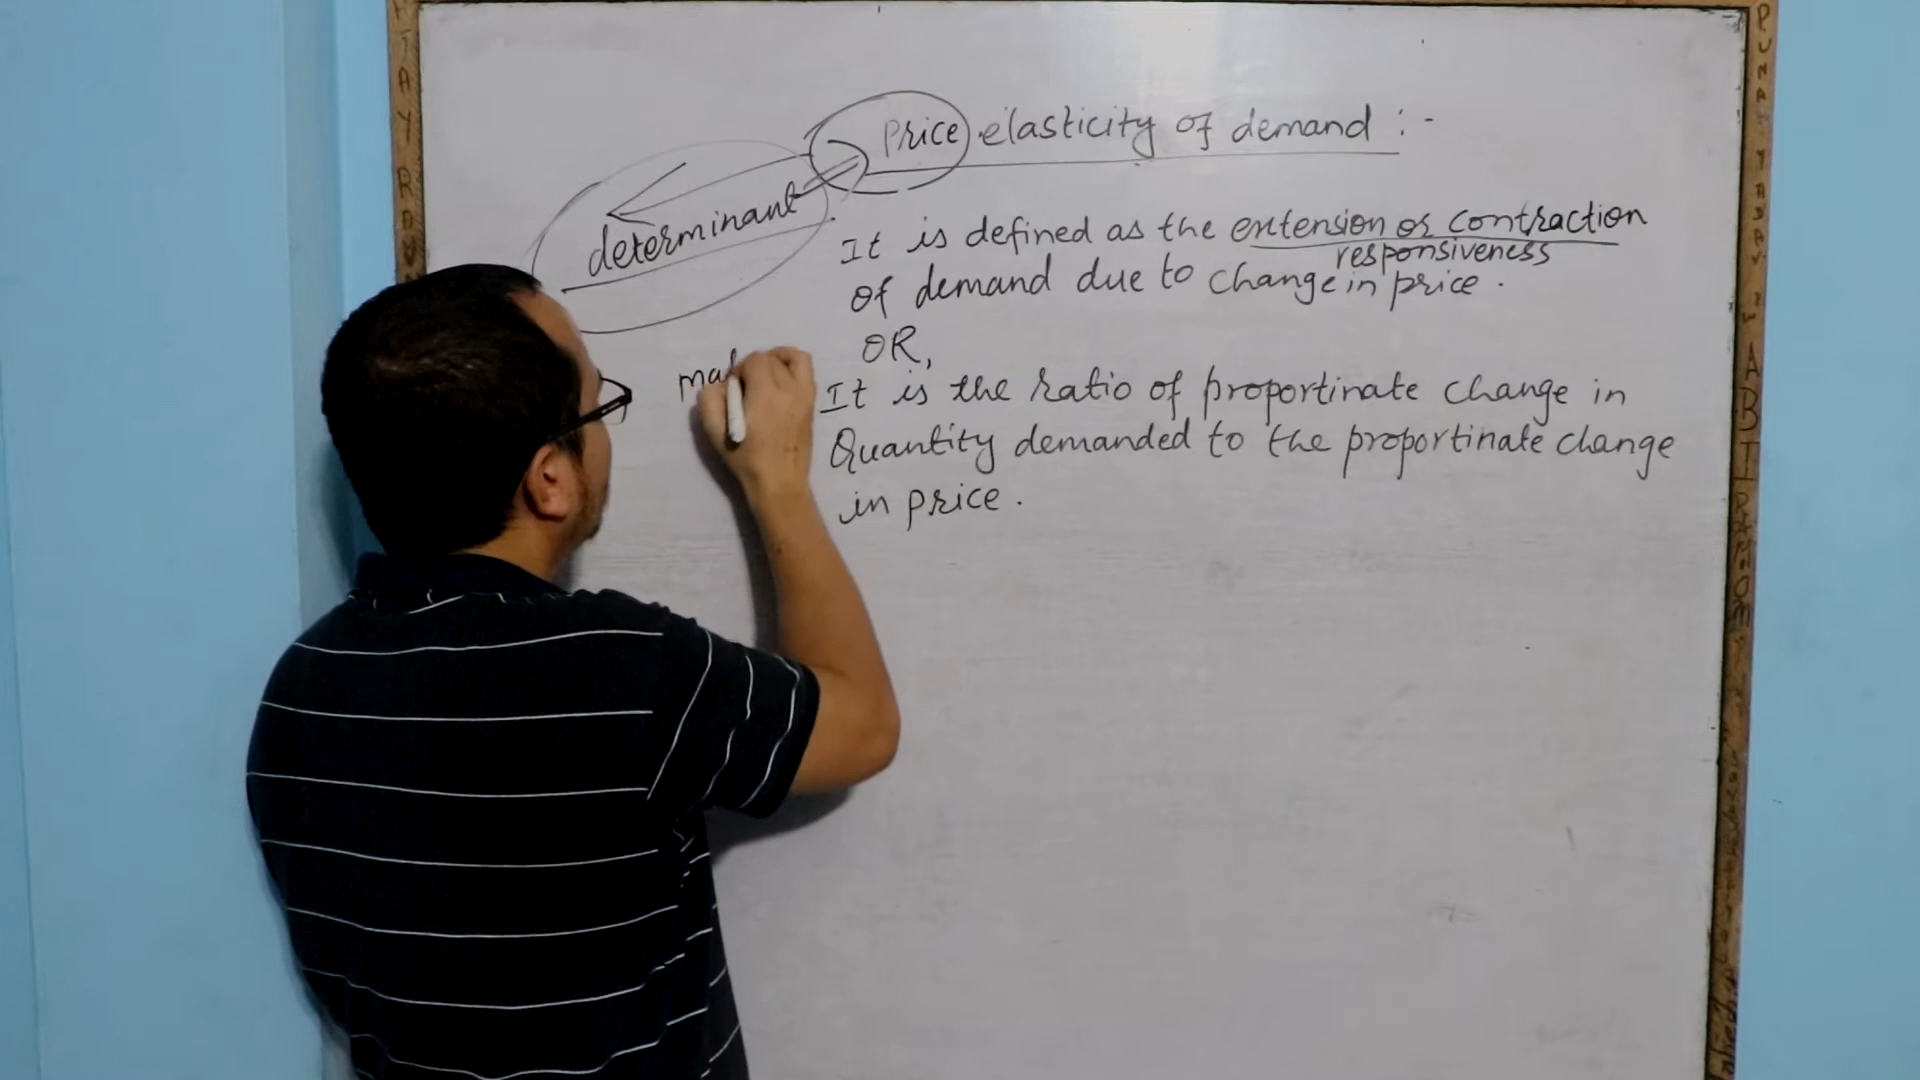 Price elasticity of demand :-
determinant
It is defined as the extension or contraction
responsiveness
of demand due to change in price.
OR,
It is the ratio of proportinate change in
Quantity demanded to the proportinate change
in price.